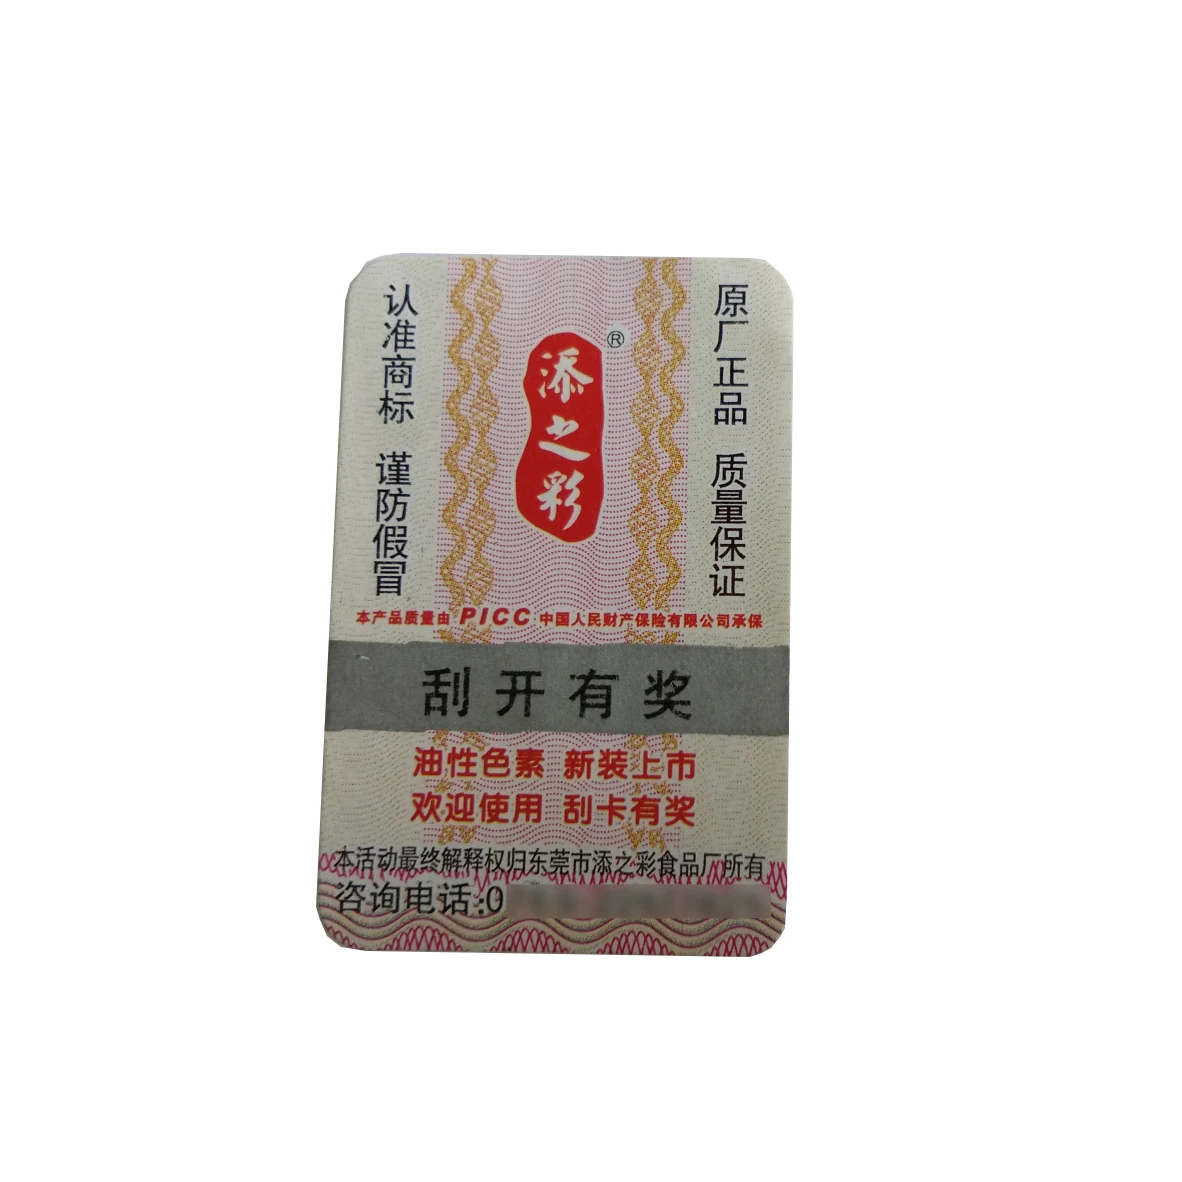 原厂正品 质量保证
认准商标 谨防假冒
添之彩®
本产品质量由 PICC 中国人民财产保险有限公司承保
刮开有奖
油性色素 新装上市
欢迎使用 刮卡有奖
本活动最终解释权归东莞市添之彩食品厂所有
咨询电话:0